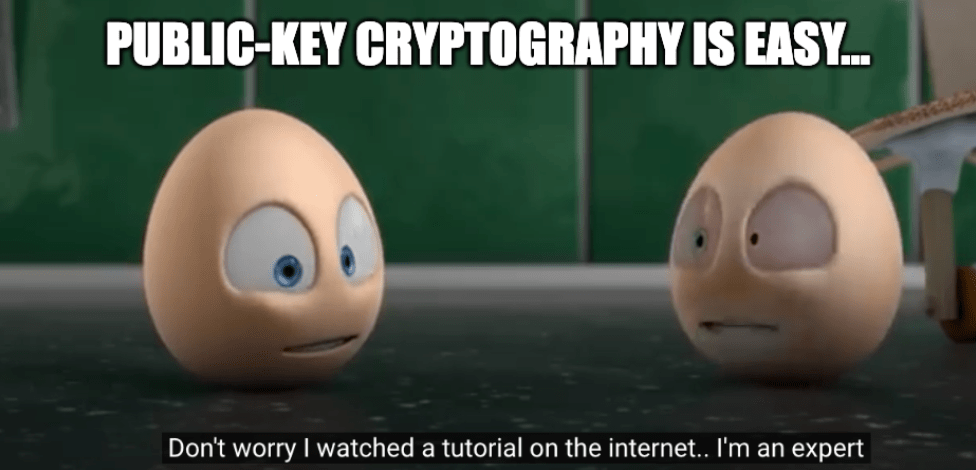 PUBLIC-KEY CRYPTOGRAPHY IS EASY...
Don't worry I watched a tutorial on the internet.. I'm an expert